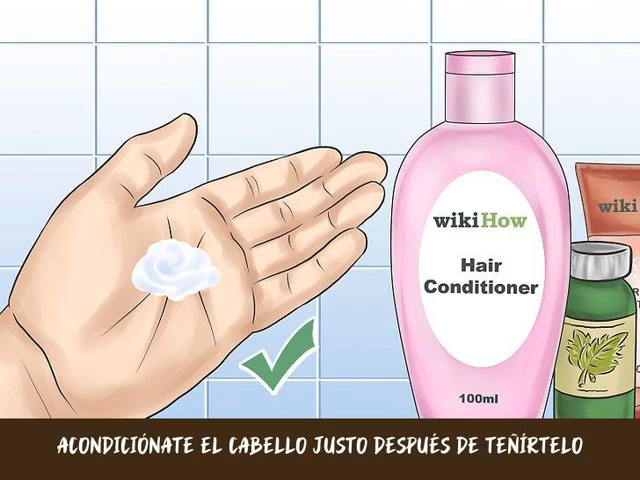 wikiHow
Hair
Conditioner
100ml
wiki
ACONDICIÓNATE EL CABELLO JUSTO DESPUÉS DE TEÑÍRTELO